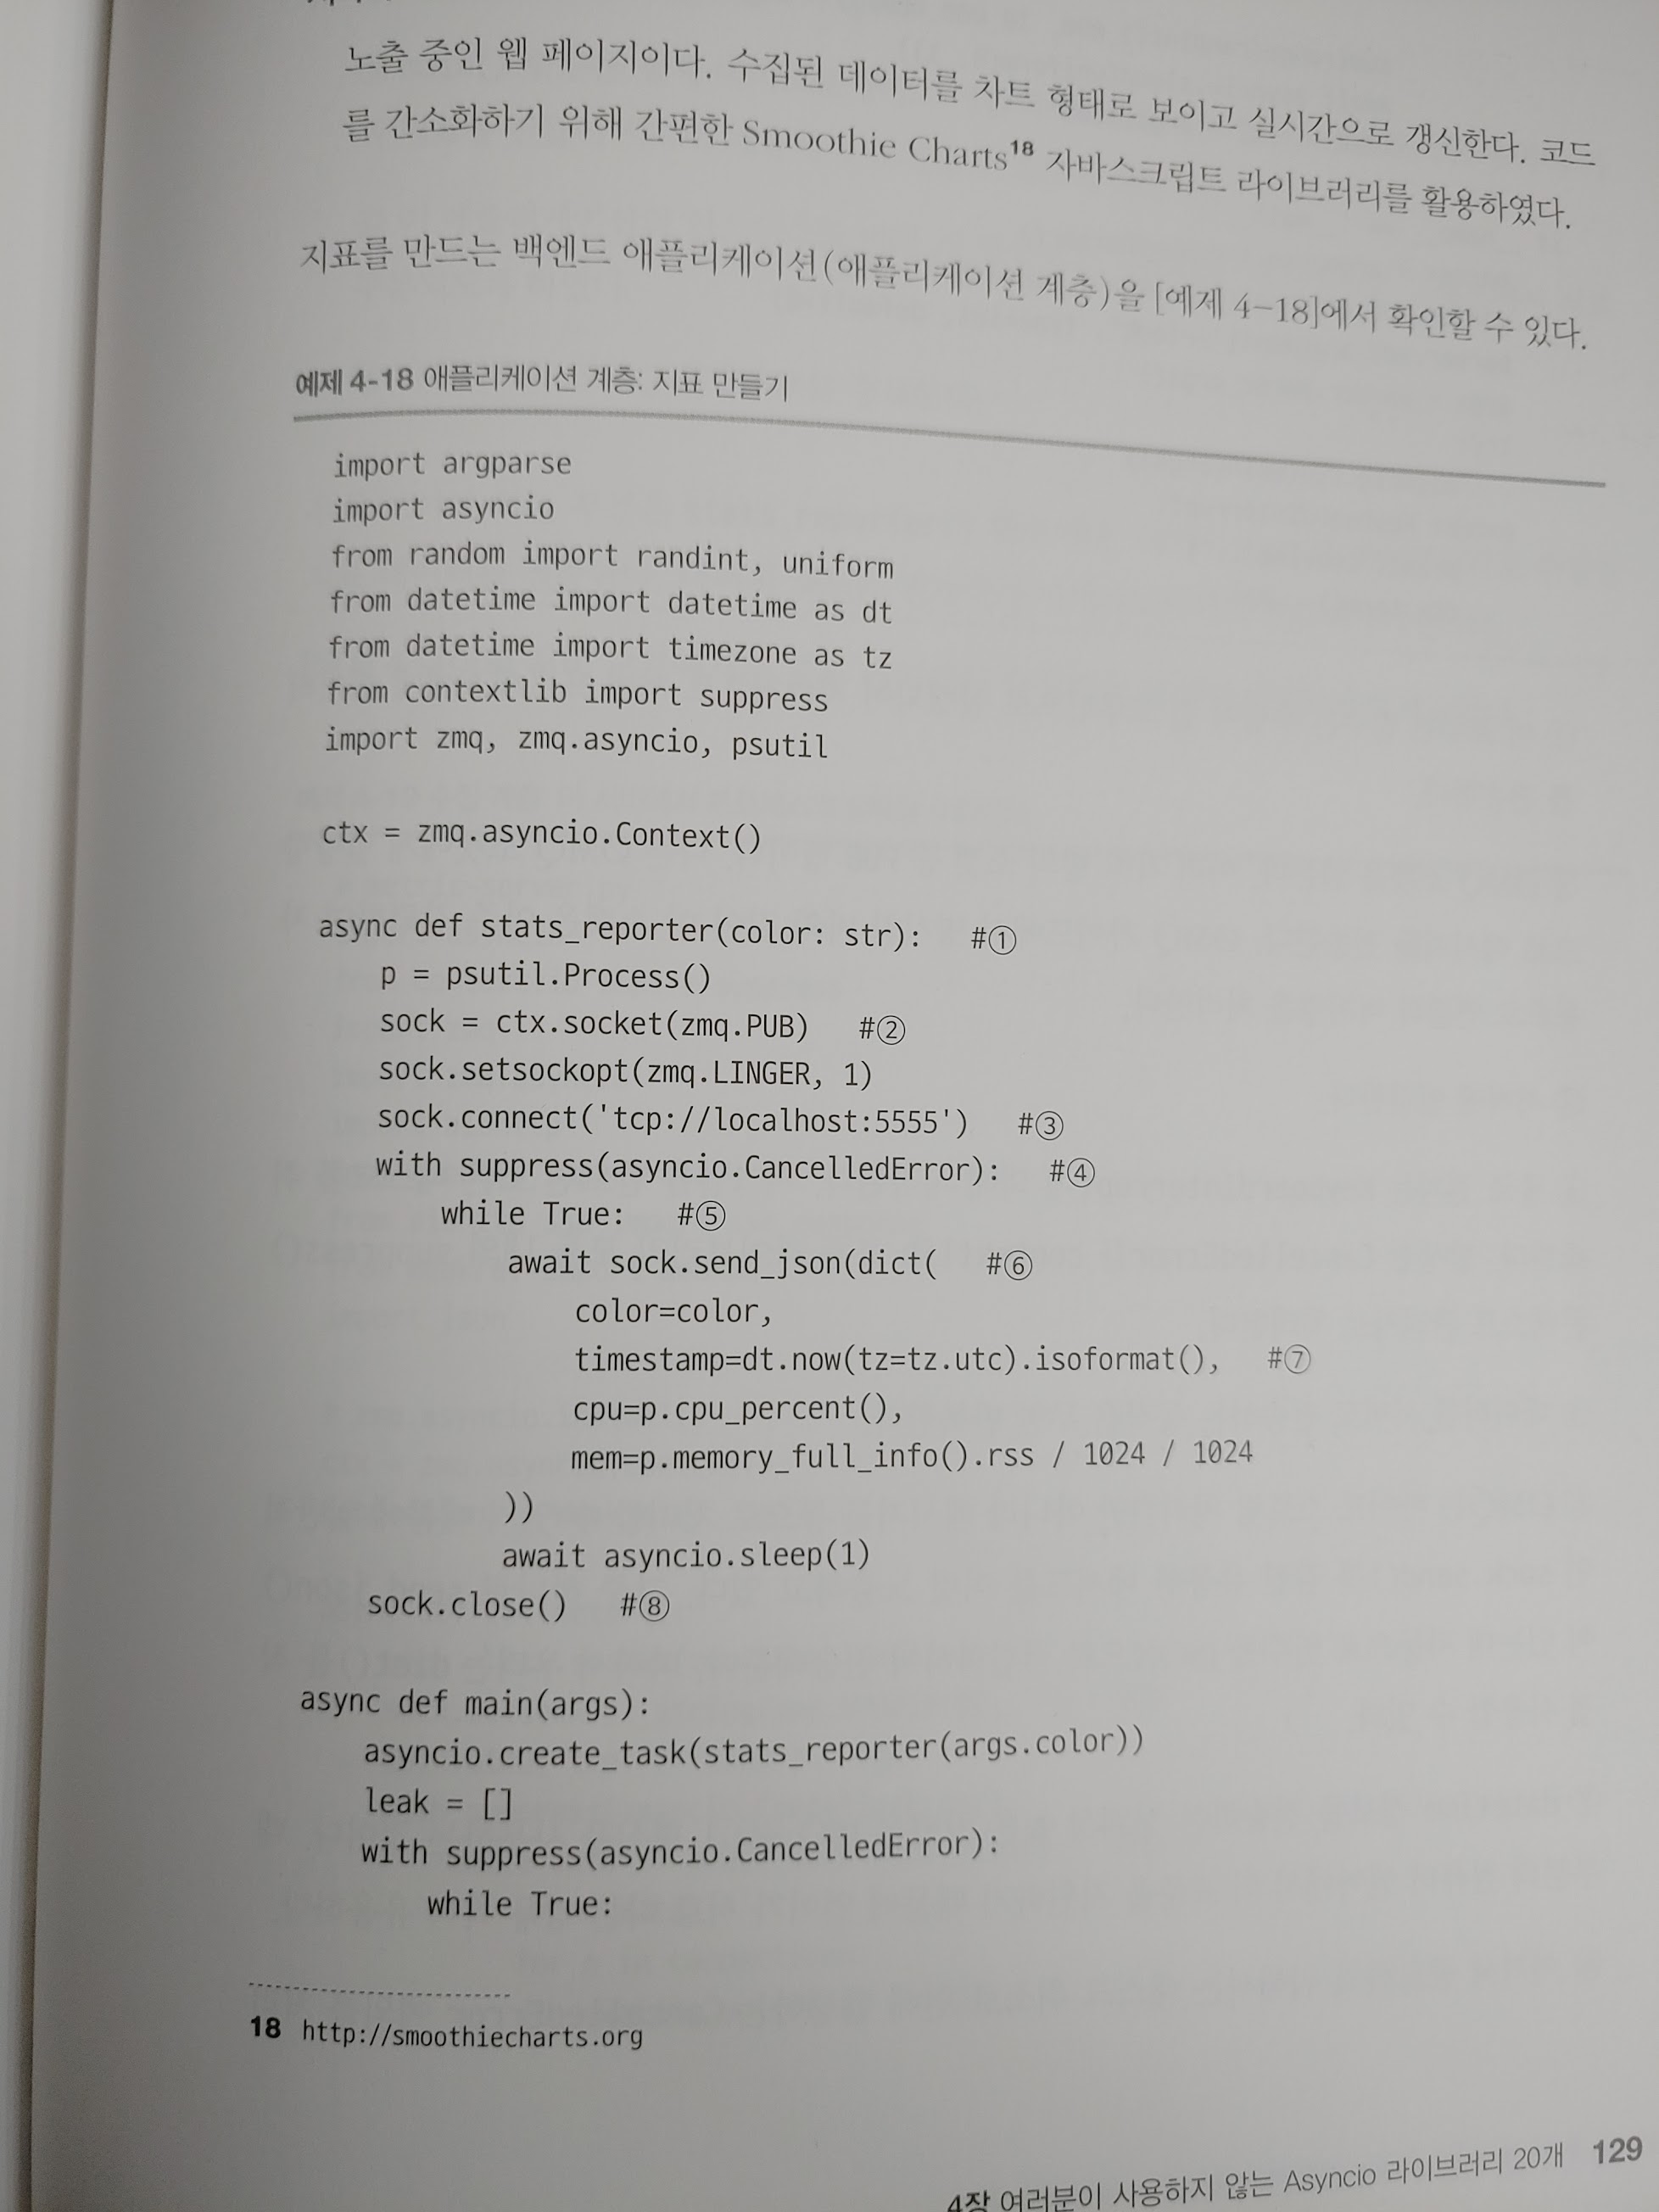 노출 중인 웹 페이지이다. 수집된 데이터를 차트 형태로 보이고 실시간으로 갱신한다. 코드
를 간소화하기 위해 간편한 Smoothie Charts18 자바스크립트 라이브러리를 활용하였다.
지표를 만드는 백엔드 애플리케이션(애플리케이션 계층)을 [예제 4-18]에서 확인할 수 있다.
예제 4-18 애플리케이션 계층: 지표 만들기
import argparse
import asyncio
from random import randint, uniform
from datetime import datetime as dt
from datetime import timezone as tz
from contextlib import suppress
import zmq, zmq.asyncio, psutil
ctx = zmq.asyncio.Context()
async def stats_reporter(color: str): #①
    p = psutil.Process()
    sock = ctx.socket(zmq.PUB) #②
    sock.setsockopt(zmq.LINGER, 1)
    sock.connect('tcp://localhost:5555') #③
    with suppress(asyncio.CancelledError): #④
        while True: #⑤
            await sock.send_json(dict( #⑥
                color=color,
                timestamp=dt.now(tz=tz.utc).isoformat(), #⑦
                cpu=p.cpu_percent(),
                mem=p.memory_full_info().rss / 1024 / 1024
            ))
            await asyncio.sleep(1)
    sock.close() #⑧
async def main(args):
    asyncio.create_task(stats_reporter(args.color))
    leak = []
    with suppress(asyncio.CancelledError):
        while True:
18 http://smoothiecharts.org
4장 여러분이 사용하지 않는 Asyncio 라이브러리 20개 129